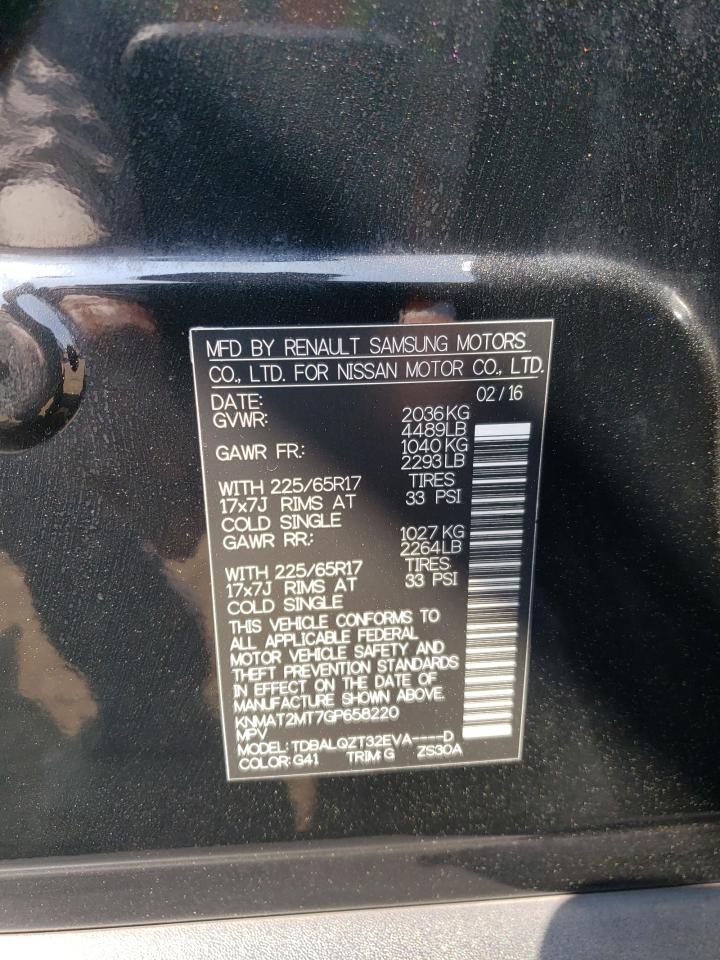 MFD BY RENAULT SAMSUNG MOTORS
CO., LTD. FOR NISSAN MOTOR CO., LTD.
DATE: 02/16
GVWR: 2036KG
4489LB
GAWR FR: 1040 KG
2293LB
WITH 225/65R17 TIRES
17x7J RIMS AT 33 PSI
COLD SINGLE
GAWR RR: 1027 KG
2264LB
WITH 225/65R17 TIRES
17x7J RIMS AT 33 PSI
COLD SINGLE
THIS VEHICLE CONFORMS TO
ALL APPLICABLE FEDERAL
MOTOR VEHICLE SAFETY AND
THEFT PREVENTION STANDARDS
IN EFFECT ON THE DATE OF
MANUFACTURE SHOWN ABOVE.
KNMAT2MT7GP658220
MPV
MODEL: TDBALQZT32EVA----D
COLOR: G41 TRIM: G ZS30A